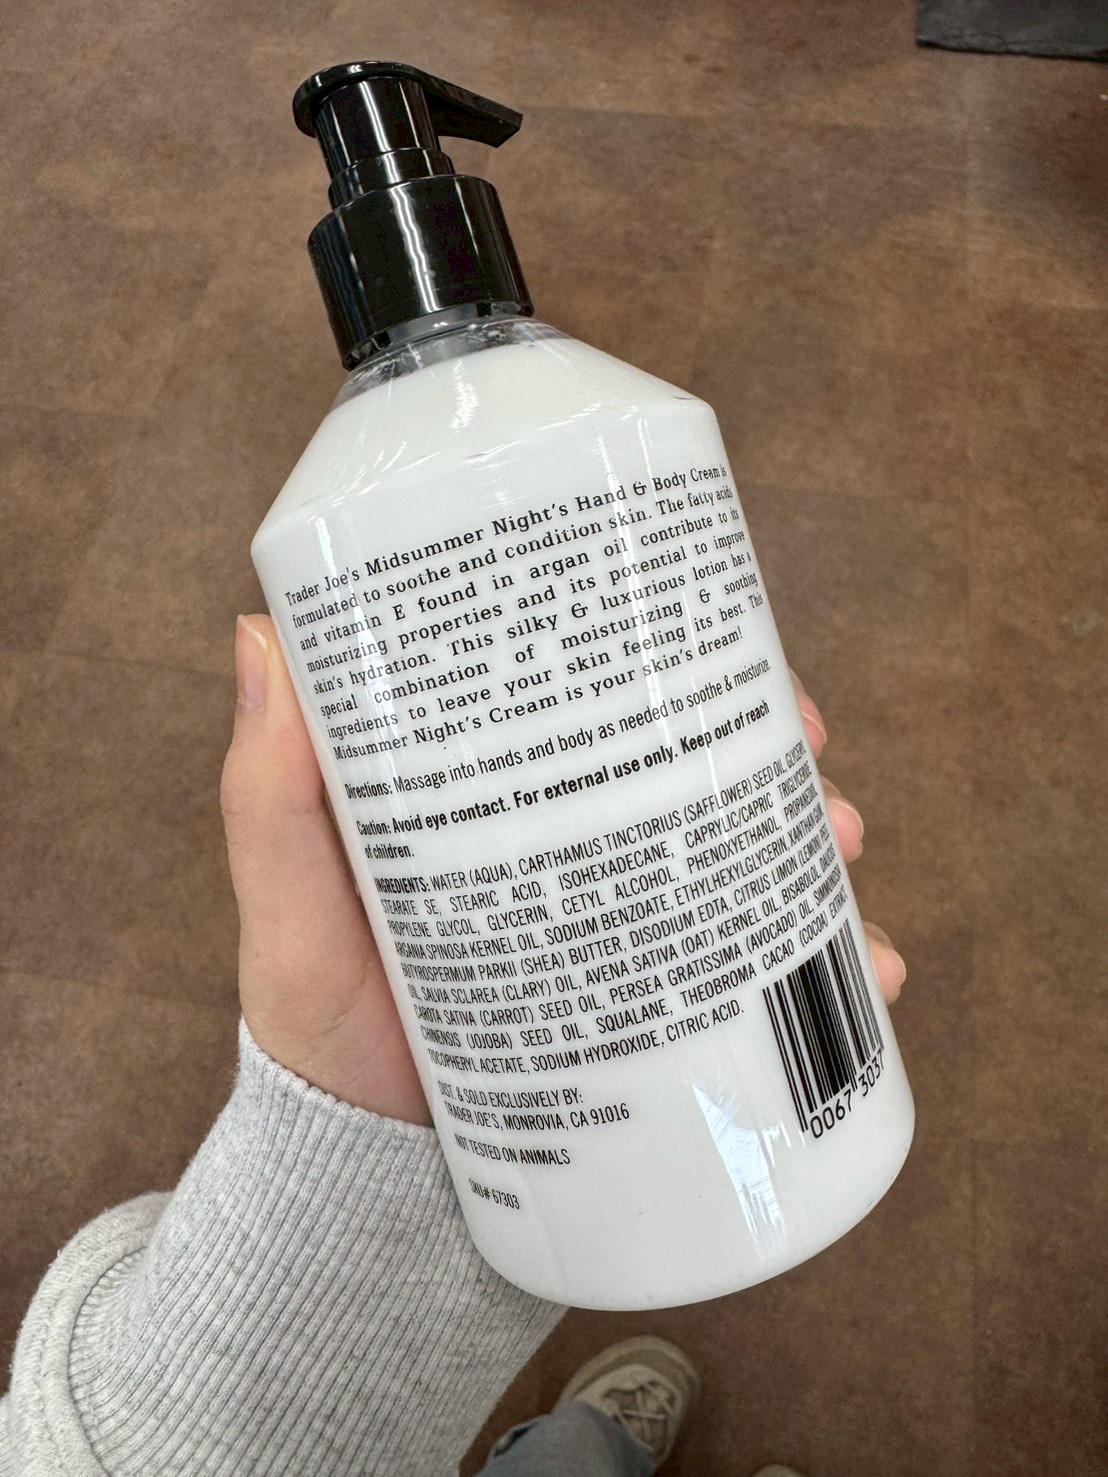 Trader Joe's Midsummer Night's Hand & Body Cream is
formulated to soothe and condition skin. The fatty acids
and vitamin E found in argan oil contribute to its
moisturizing properties and its potential to improve
skin's hydration. This silky & luxurious lotion has a
special combination of moisturizing & soothing
ingredients to leave your skin feeling its best. This
Midsummer Night's Cream is your skin's dream!
Directions: Massage into hands and body as needed to soothe & moisturize.
Caution: Avoid eye contact. For external use only. Keep out of reach
of children.
INGREDIENTS: WATER (AQUA), CARTHAMUS TINCTORIUS (SAFFLOWER) SEED OIL, GLYCERYL
STEARATE SE, STEARIC ACID, ISOHEXADECANE, CAPRYLIC/CAPRIC TRIGLYCERIDE,
PROPYLENE GLYCOL, GLYCERIN, CETYL ALCOHOL, PHENOXYETHANOL, PROPANEDIOL,
ARGANIA SPINOSA KERNEL OIL, SODIUM BENZOATE, ETHYLHEXYLGLYCERIN, XANTHAN GUM,
BUTYROSPERMUM PARKII (SHEA) BUTTER, DISODIUM EDTA, CITRUS LIMON (LEMON) PEEL
OIL, SALVIA SCLAREA (CLARY) OIL, AVENA SATIVA (OAT) KERNEL OIL, BISABOLOL, DAUCUS
CAROTA SATIVA (CARROT) SEED OIL, PERSEA GRATISSIMA (AVOCADO) OIL, SIMMONDSIA
CHINENSIS (JOJOBA) SEED OIL, SQUALANE, THEOBROMA CACAO (COCOA) EXTRACT,
TOCOPHERYL ACETATE, SODIUM HYDROXIDE, CITRIC ACID.
DIST. & SOLD EXCLUSIVELY BY:
TRADER JOE'S, MONROVIA, CA 91016
NOT TESTED ON ANIMALS
SKU# 67303
0067 3037